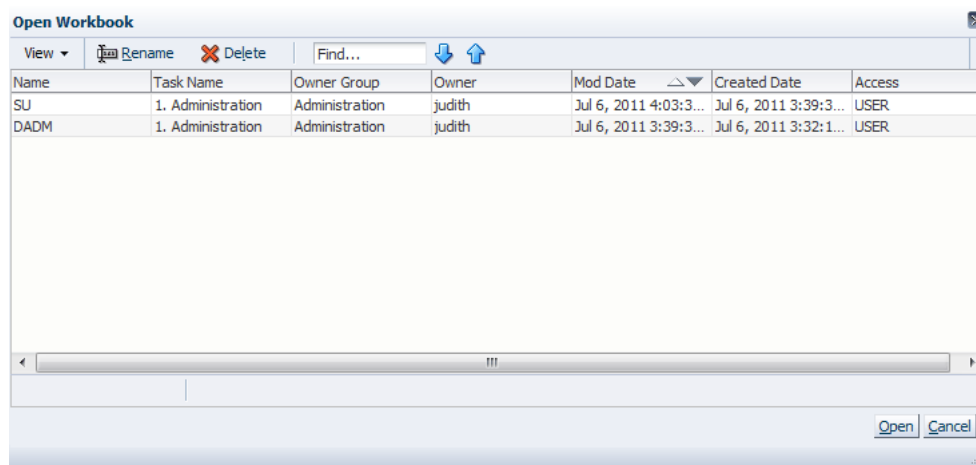 Open Workbook
View Rename Delete Find...
Name Task Name Owner Group Owner Mod Date Created Date Access
SU 1. Administration Administration judith Jul 6, 2011 4:03:3... Jul 6, 2011 3:39:3... USER
DADM 1. Administration Administration judith Jul 6, 2011 3:39:3... Jul 6, 2011 3:32:1... USER
Open Cancel